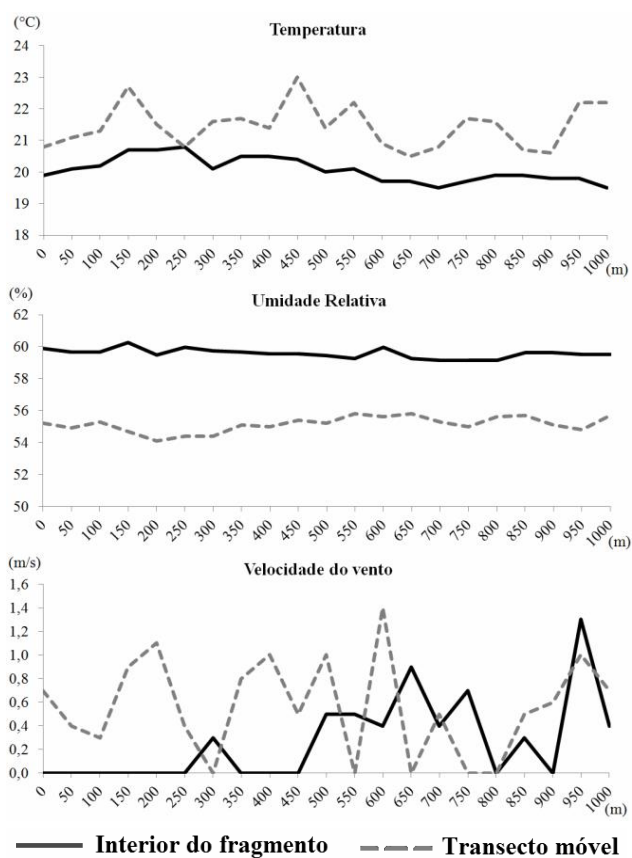 (°C)
Temperatura
24
23
22
21
20
19
18
0 50 100 150 200 250 300 350 400 450 500 550 600 650 700 750 800 850 900 950 1000 (m)
(%)
Umidade Relativa
62
60
58
56
54
52
50
0 50 100 150 200 250 300 350 400 450 500 550 600 650 700 750 800 850 900 950 1000 (m)
(m/s)
Velocidade do vento
1,6
1,4
1,2
1,0
0,8
0,6
0,4
0,2
0,0
0 50 100 150 200 250 300 350 400 450 500 550 600 650 700 750 800 850 900 950 1000 (m)
Interior do fragmento Transecto móvel